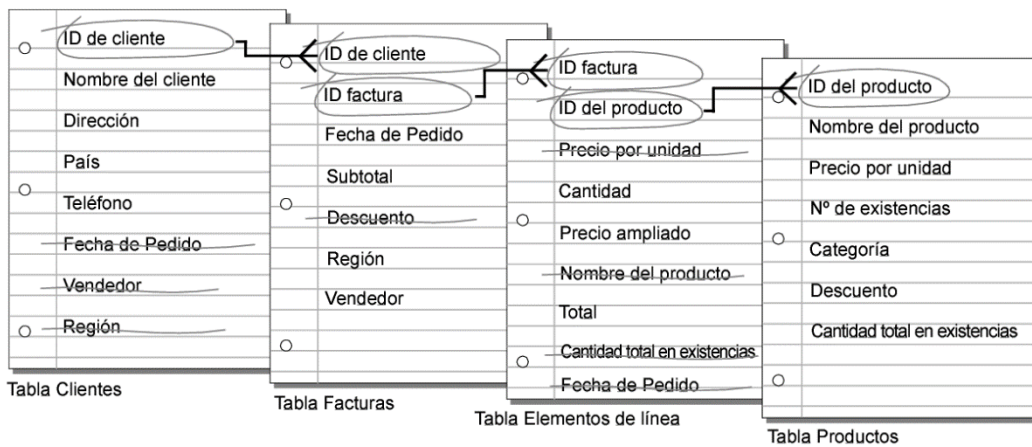 ID de cliente
Nombre del cliente
Dirección
País
Teléfono
Fecha de Pedido
Vendedor
Región
Tabla Clientes
ID de cliente
ID factura
Fecha de Pedido
Subtotal
Descuento
Región
Vendedor
Tabla Facturas
ID factura
ID del producto
Precio por unidad
Cantidad
Precio ampliado
Nombre del producto
Total
Cantidad total en existencias
Fecha de Pedido
Tabla Elementos de línea
ID del producto
Nombre del producto
Precio por unidad
Nº de existencias
Categoría
Descuento
Cantidad total en existencias
Tabla Productos